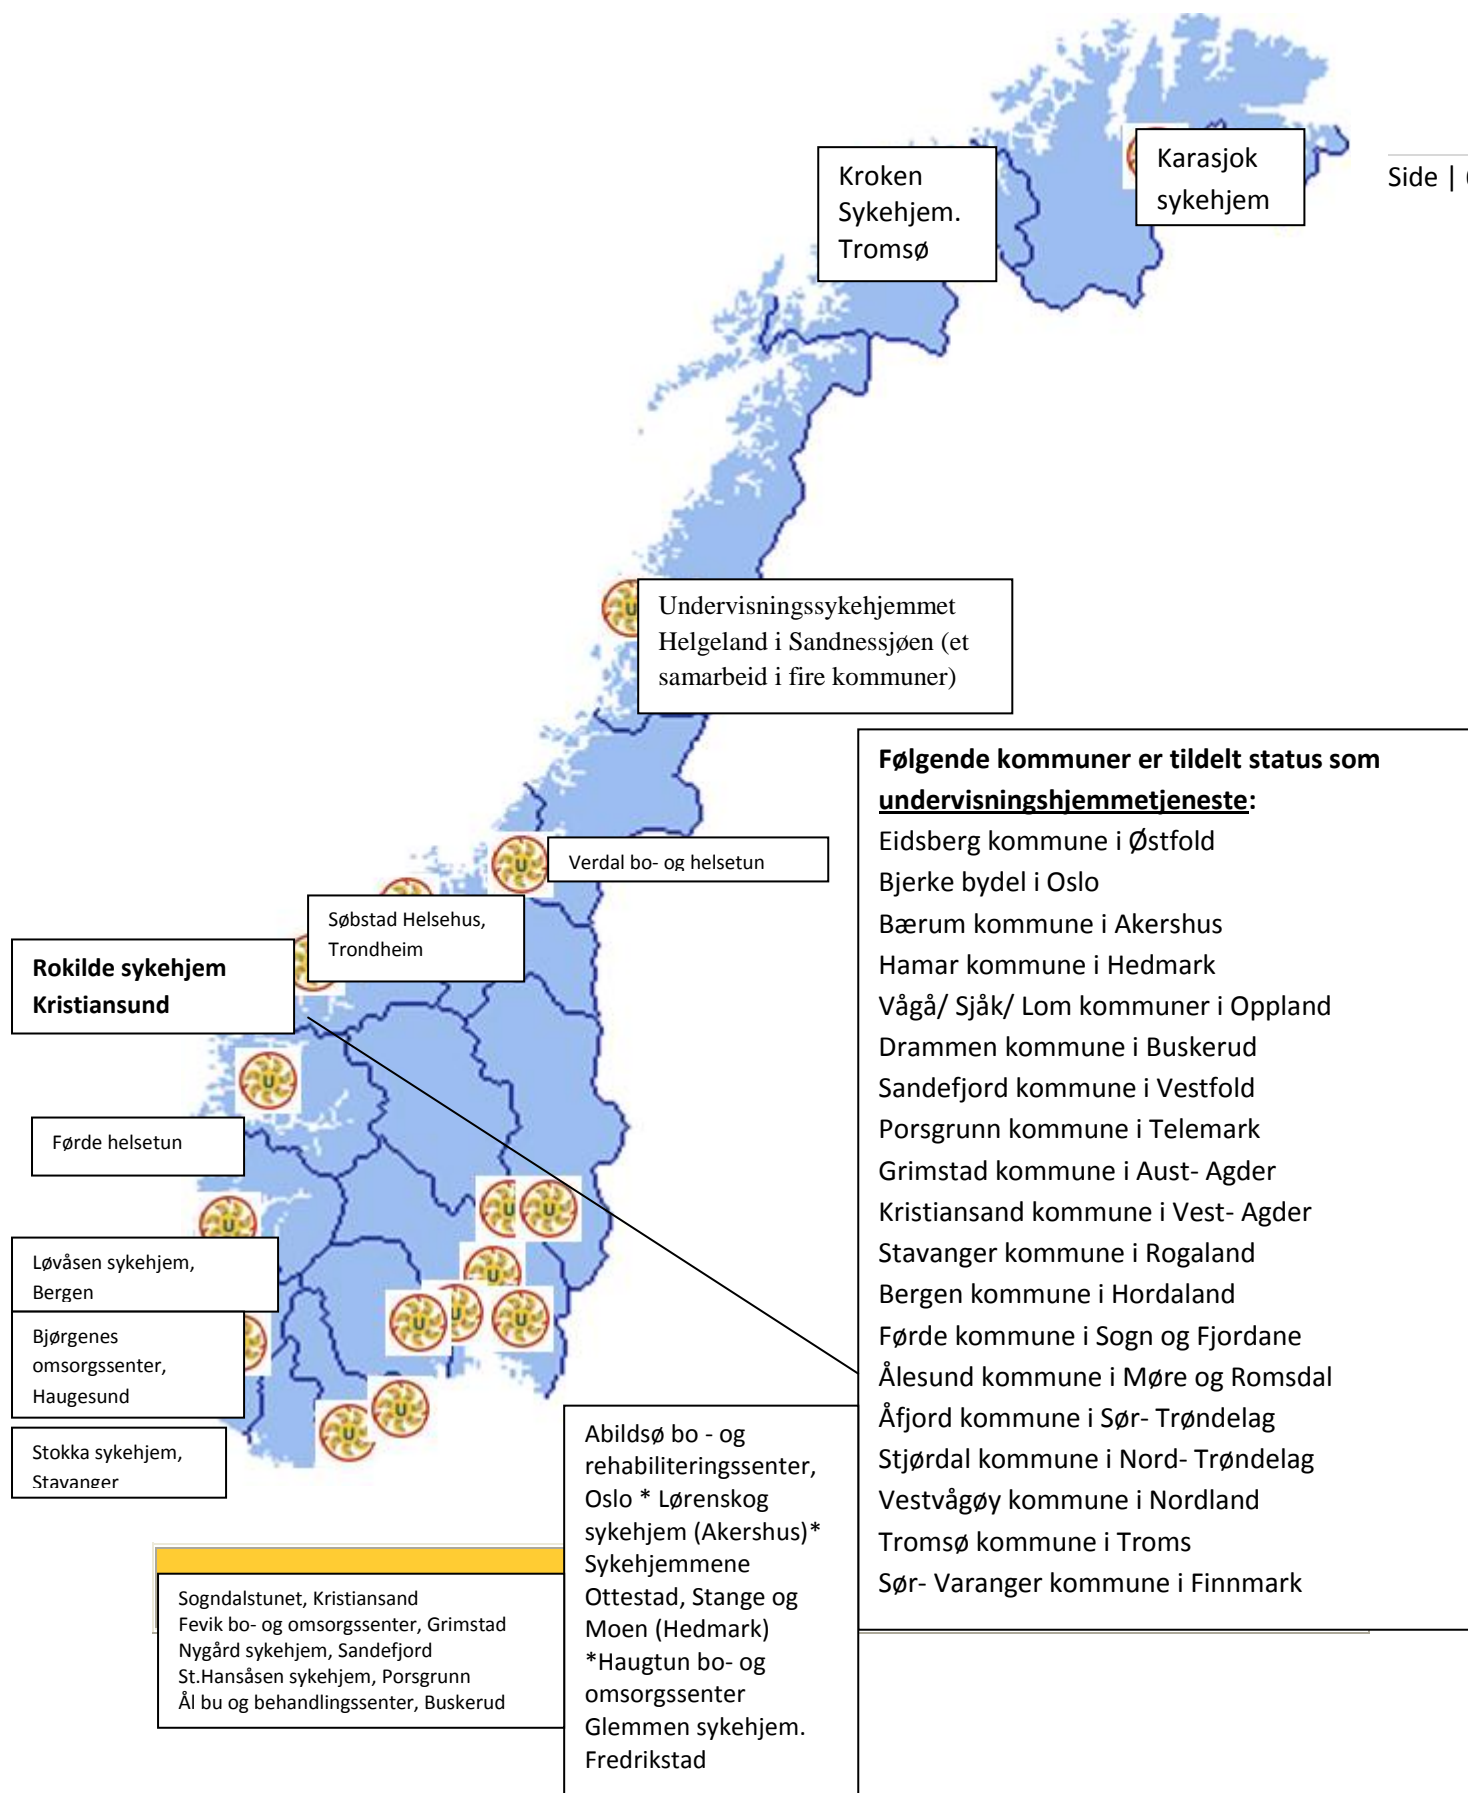 Karasjok
sykehjem
Side |
Kroken
Sykehjem.
Tromsø
U
Undervisningssykehjemmet
Helgeland i Sandnessjøen (et
samarbeid i fire kommuner)
Følgende kommuner er tildelt status som
undervisningshjemmetjeneste:
Eidsberg kommune i Østfold
Bjerke bydel i Oslo
Bærum kommune i Akershus
Hamar kommune i Hedmark
Vågå/ Sjåk/ Lom kommuner i Oppland
Drammen kommune i Buskerud
Sandefjord kommune i Vestfold
Porsgrunn kommune i Telemark
Grimstad kommune i Aust- Agder
Kristiansand kommune i Vest- Agder
Stavanger kommune i Rogaland
Bergen kommune i Hordaland
Førde kommune i Sogn og Fjordane
Ålesund kommune i Møre og Romsdal
Åfjord kommune i Sør- Trøndelag
Stjørdal kommune i Nord- Trøndelag
Vestvågøy kommune i Nordland
Tromsø kommune i Troms
Sør- Varanger kommune i Finnmark
U
Verdal bo- og helsetun
Søbstad Helsehus,
Trondheim
Rokilde sykehjem
Kristiansund
U
Førde helsetun
U
U
U
Løvåsen sykehjem,
Bergen
U
Bjørgenes
omsorgssenter,
Haugesund
U
U
U
Stokka sykehjem,
Stavanger
U
U
Abildsø bo - og
rehabiliteringssenter,
Oslo * Lørenskog
sykehjem (Akershus)*
Sykehjemmene
Ottestad, Stange og
Moen (Hedmark)
*Haugtun bo- og
omsorgssenter
Glemmen sykehjem.
Fredrikstad
Sogndalstunet, Kristiansand
Fevik bo- og omsorgssenter, Grimstad
Nygård sykehjem, Sandefjord
St.Hansåsen sykehjem, Porsgrunn
Ål bu og behandlingssenter, Buskerud